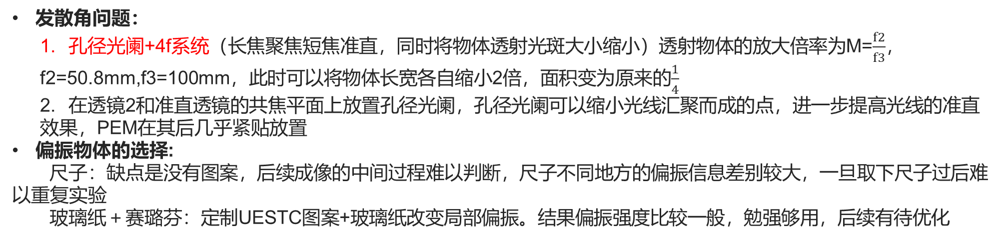 • 发散角问题：
1. 孔径光阑+4f系统（长焦聚焦短焦准直，同时将物体透射光斑大小缩小）透射物体的放大倍率为M=f2/f3，
f2=50.8mm,f3=100mm，此时可以将物体长宽各自缩小2倍，面积变为原来的1/4
2. 在透镜2和准直透镜的共焦平面上放置孔径光阑，孔径光阑可以缩小光线汇聚而成的点，进一步提高光线的准直
效果，PEM在其后几乎紧贴放置
• 偏振物体的选择:
尺子：缺点是没有图案，后续成像的中间过程难以判断，尺子不同地方的偏振信息差别较大，一旦取下尺子过后难
以重复实验
玻璃纸＋赛璐芬：定制UESTC图案+玻璃纸改变局部偏振。结果偏振强度比较一般，勉强够用，后续有待优化